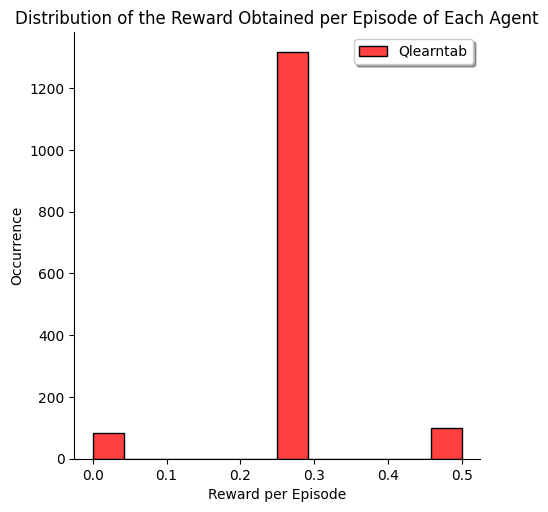 Distribution of the Reward Obtained per Episode of Each Agent
Qlearntab
1200
1000
800
600
400
200
0
Occurrence
0.0 0.1 0.2 0.3 0.4 0.5
Reward per Episode